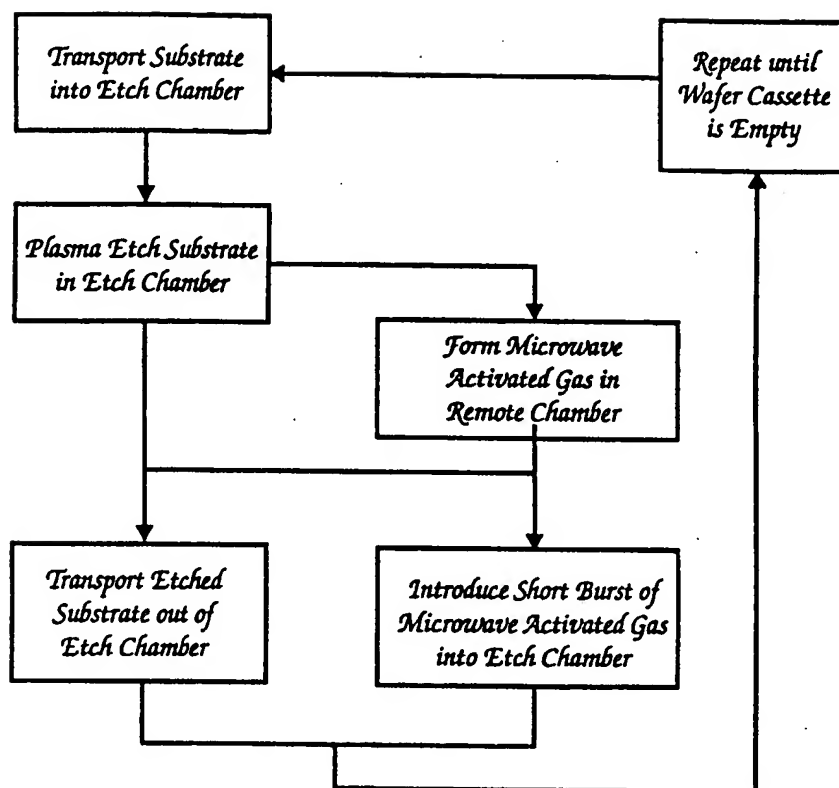 Transport Substrate
into Etch Chamber
Repeat until
Wafer Cassette
is Empty
Plasma Etch Substrate
in Etch Chamber
Form Microwave
Activated Gas in
Remote Chamber
Transport Etched
Substrate out of
Etch Chamber
Introduce Short Burst of
Microwave Activated Gas
into Etch Chamber